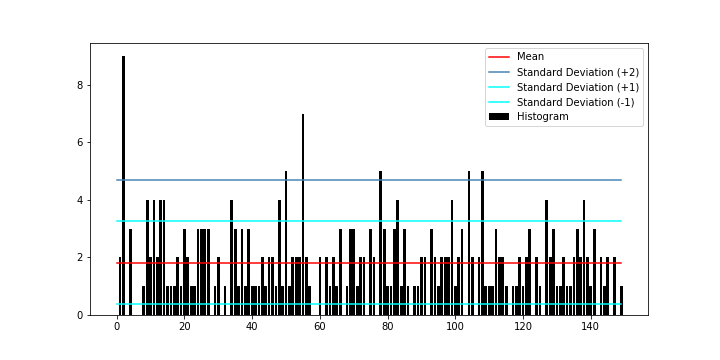 Mean
Standard Deviation (+2)
Standard Deviation (+1)
Standard Deviation (-1)
Histogram
8
6
4
2
0
0 20 40 60 80 100 120 140